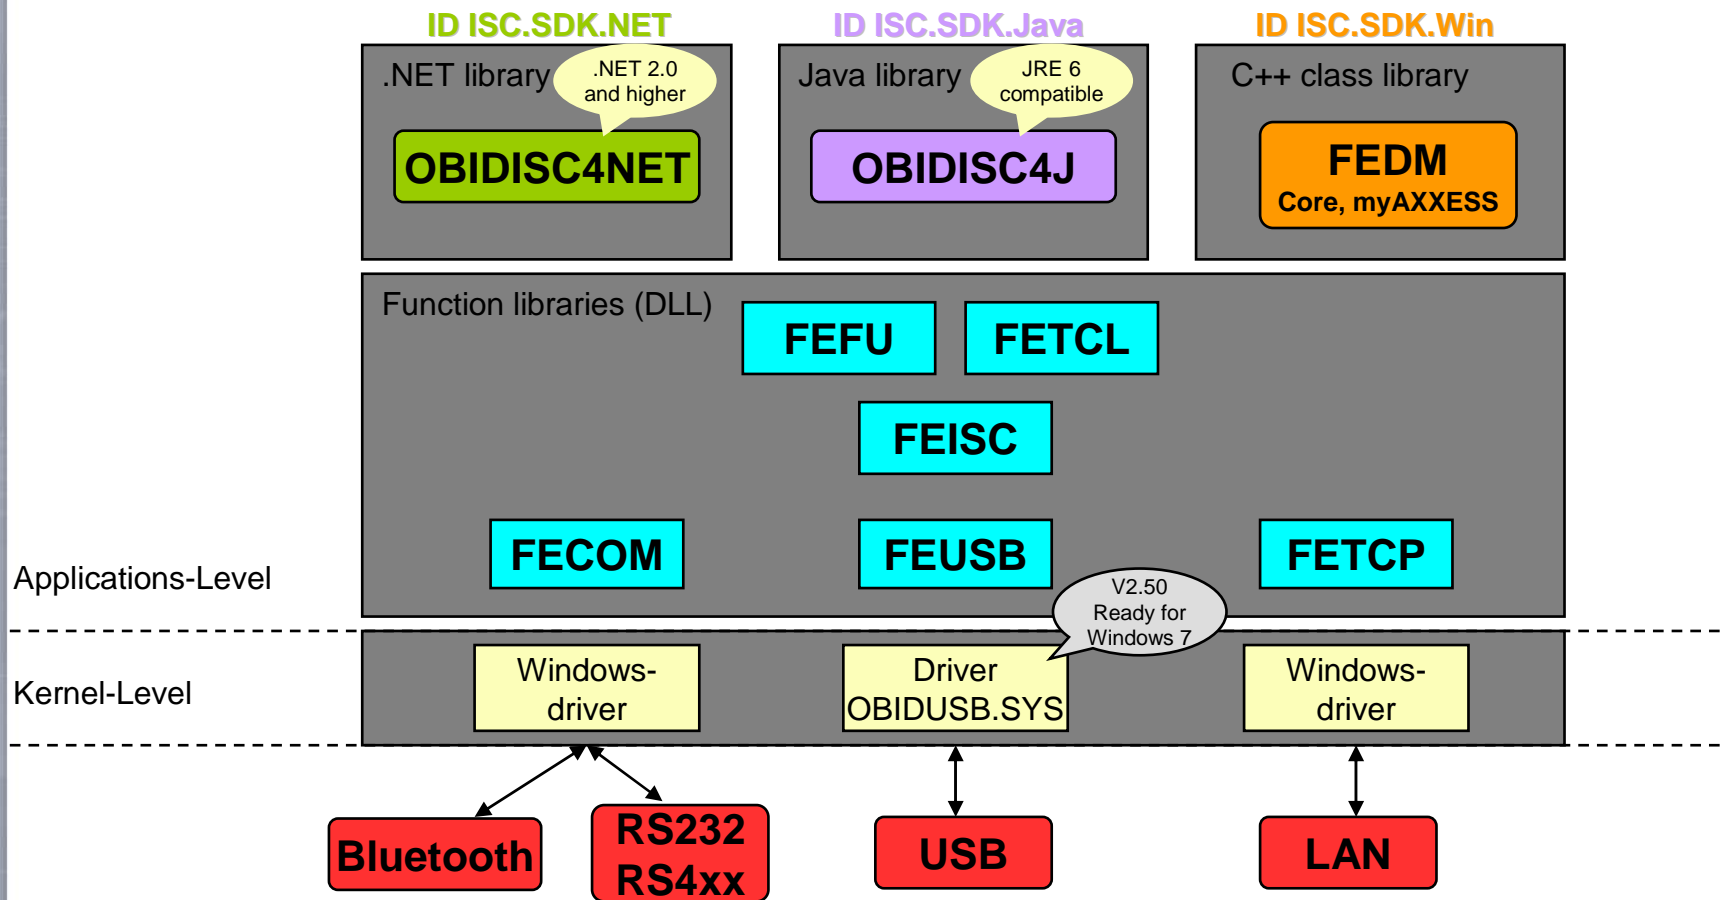 ID ISC.SDK.NET
ID ISC.SDK.Java
ID ISC.SDK.Win
.NET library
.NET 2.0
and higher
OBIDISC4NET
Java library
JRE 6
compatible
OBIDISC4J
C++ class library
FEDM
Core, myAXXESS
Function libraries (DLL)
FEFU
FETCL
FEISC
FECOM
FEUSB
FETCP
Applications-Level
V2.50
Ready for
Windows 7
Kernel-Level
Windows-
driver
Driver
OBIDUSB.SYS
Windows-
driver
Bluetooth
RS232
RS4xx
USB
LAN